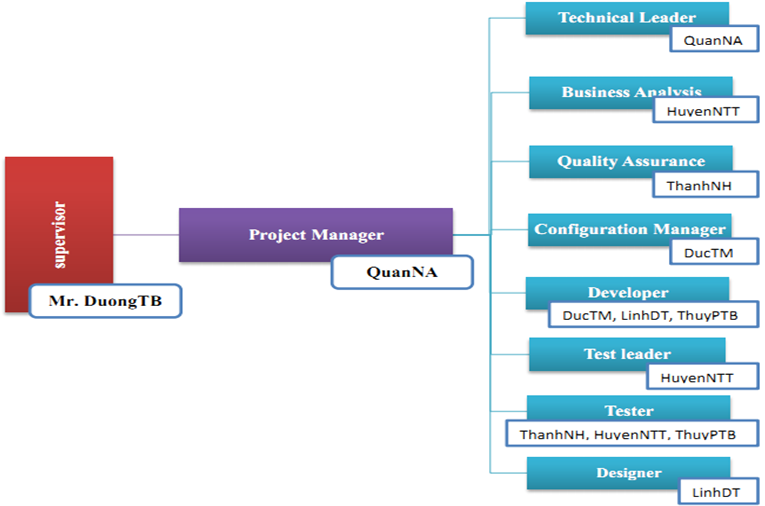 Technical Leader
QuanNA
Business Analysis
HuyenNTT
Quality Assurance
ThanhNH
supervisor
Mr. DuongTB
Project Manager
QuanNA
Configuration Manager
DucTM
Developer
DucTM, LinhDT, ThuyPTB
Test leader
HuyenNTT
Tester
ThanhNH, HuyenNTT, ThuyPTB
Designer
LinhDT